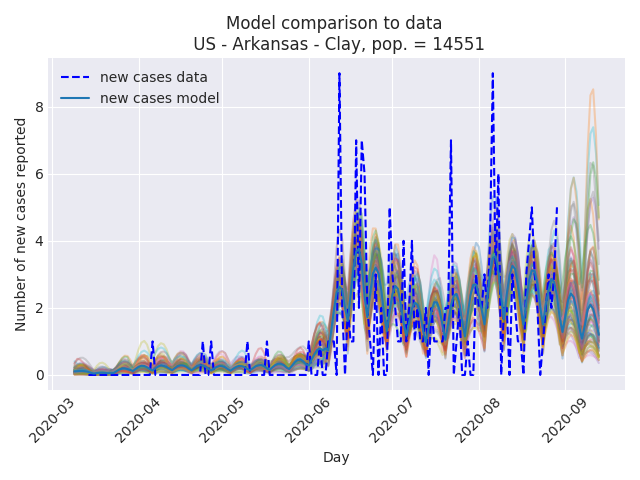 Model comparison to data
US - Arkansas - Clay, pop. = 14551
new cases data
new cases model
Number of new cases reported
8
6
4
2
0
2020-03
2020-04
2020-05
2020-06
2020-07
2020-08
2020-09
Day